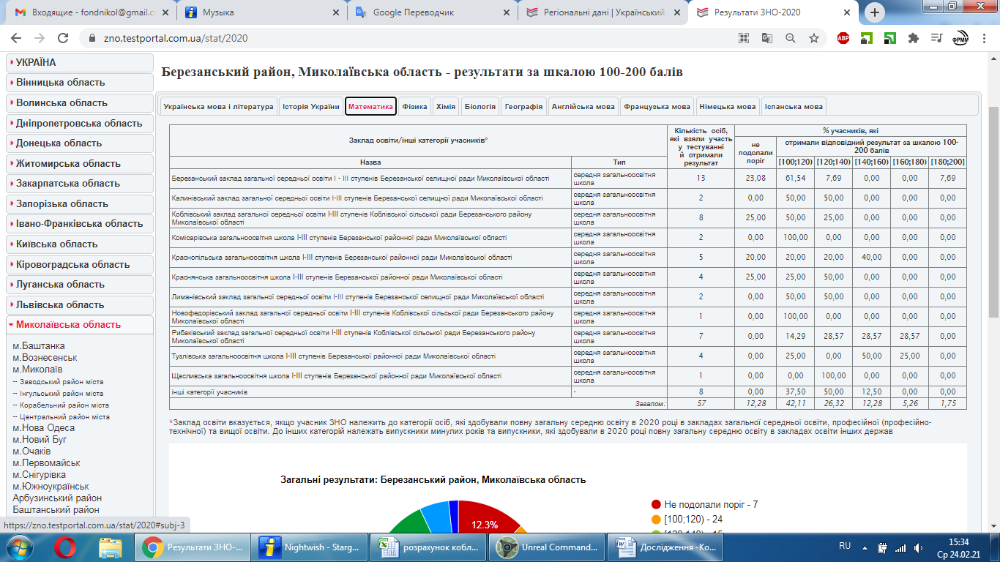 Входящие - fondnikol@gmail.c
Музыка
Google Переводчик
Регіональні дані | Український
Результати ЗНО-2020
zno.testportal.com.ua/stat/2020
УКРАЇНА
Вінницька область
Волинська область
Дніпропетровська область
Донецька область
Житомирська область
Закарпатська область
Запорізька область
Івано-Франківська область
Київська область
Кіровоградська область
Луганська область
Львівська область
Миколаївська область
м.Баштанка
м.Вознесенськ
м.Миколаїв
-- Заводський район міста
-- Інгульський район міста
-- Корабельний район міста
-- Центральний район міста
м.Нова Одеса
м.Новий Буг
м.Очаків
м.Первомайськ
м.Снігурівка
м.Южноукраїнськ
Арбузинський район
Баштанський район
Березанський район, Миколаївська область - результати за шкалою 100-200 балів
Українська мова і література Історія України Математика Фізика Хімія Біологія Географія Англійська мова Французька мова Німецька мова Іспанська мова
Заклад освіти/інші категорії учасників*
Назва
Тип
Кількість осіб,
які взяли участь
у тестуванні
й отримали
результат
% учасників, які
не
подолали
поріг
отримали відповідний результат за шкалою 100-
200 балів
[100;120) [120;140) [140;160) [160;180) [180;200]
Березанський заклад загальної середньої освіти І - ІІІ ступенів Березанської селищної ради Миколаївської області
середня загальноосвітня
школа
13 23,08 61,54 7,69 0,00 0,00 7,69
Калинівський заклад загальної середньої освіти І-ІІІ ступенів Березанської селищної ради Миколаївської області
середня загальноосвітня
школа
2 0,00 50,00 50,00 0,00 0,00 0,00
Коблівський заклад загальної середньої освіти І-ІІІ ступенів Коблівської сільської ради Березанського району
Миколаївської області
середня загальноосвітня
школа
8 25,00 50,00 25,00 0,00 0,00 0,00
Комісарівська загальноосвітня школа І-ІІІ ступенів Березанської районної ради Миколаївської області
середня загальноосвітня
школа
2 0,00 100,00 0,00 0,00 0,00 0,00
Краснопільська загальноосвітня школа І-ІІІ ступенів Березанської районної ради Миколаївської області
середня загальноосвітня
школа
5 20,00 20,00 20,00 40,00 0,00 0,00
Краснянська загальноосвітня школа І-ІІІ ступенів Березанської районної ради Миколаївської області
середня загальноосвітня
школа
4 25,00 25,00 50,00 0,00 0,00 0,00
Лиманівський заклад загальної середньої освіти І-ІІІ ступенів Березанської селищної ради Миколаївської області
середня загальноосвітня
школа
2 0,00 50,00 50,00 0,00 0,00 0,00
Новофедорівський заклад загальної середньої освіти І-ІІІ ступенів Коблівської сільської ради Березанського району
Миколаївської області
середня загальноосвітня
школа
1 0,00 100,00 0,00 0,00 0,00 0,00
Рибаківський заклад загальної середньої освіти І-ІІІ ступенів Коблівської сільської ради Березанського району
Миколаївської області
середня загальноосвітня
школа
7 0,00 14,29 28,57 28,57 28,57 0,00
Тузлівська загальноосвітня школа І-ІІІ ступенів Березанської районної ради Миколаївської області
середня загальноосвітня
школа
4 0,00 25,00 0,00 50,00 25,00 0,00
Щасливська загальноосвітня школа І-ІІІ ступенів Березанської районної ради Миколаївської області
середня загальноосвітня
школа
1 0,00 0,00 100,00 0,00 0,00 0,00
інші категорії учасників - 8 0,00 37,50 50,00 12,50 0,00 0,00
Загалом: 57 12,28 42,11 26,32 12,28 5,26 1,75
*Заклад освіти вказується, якщо учасник ЗНО належить до категорії осіб, які здобували повну загальну середню освіту в 2020 році в закладах загальної середньої освіти, професійної (професійно-
технічної) та вищої освіти. До інших категорій належать випускники минулих років та випускники, які здобували в 2020 році повну загальну середню освіту в закладах освіти інших держав
Загальні результати: Березанський район, Миколаївська область
12.3%
Не подолали поріг - 7
[100;120) - 24
[120;140) - 15
https://zno.testportal.com.ua/stat/2020#subj-3
Результати ЗНО-...
Nightwish - Starg...
розрахунок кобл...
Unreal Command...
Дослідження -Ко...
RU
15:34
Ср 24.02.21
ABP
ФРММ